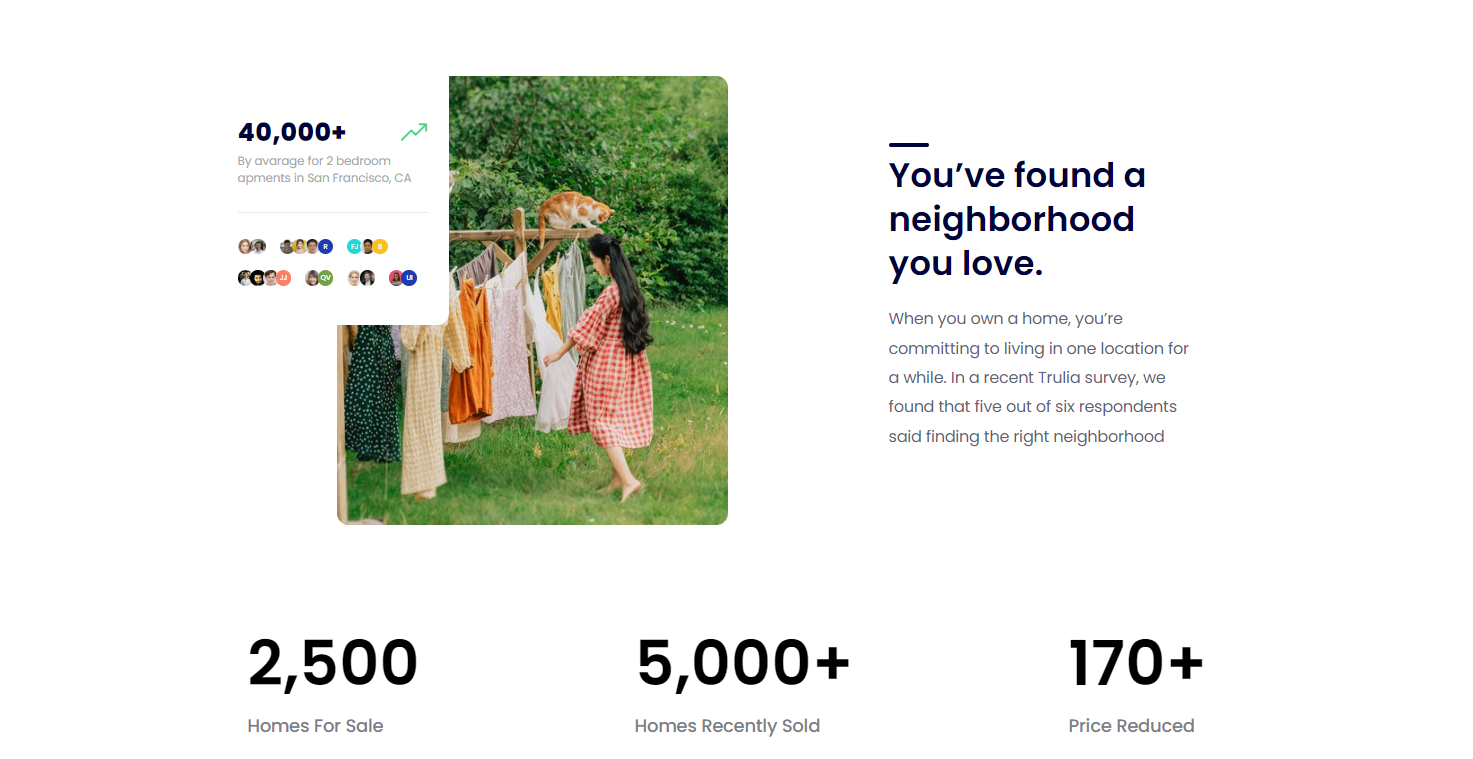 40,000+
By avarage for 2 bedroom
apments in San Francisco, CA
R
FJ
S
JJ
QV
UI
You’ve found a
neighborhood
you love.
When you own a home, you’re
committing to living in one location for
a while. In a recent Trulia survey, we
found that five out of six respondents
said finding the right neighborhood
2,500
Homes For Sale
5,000+
Homes Recently Sold
170+
Price Reduced